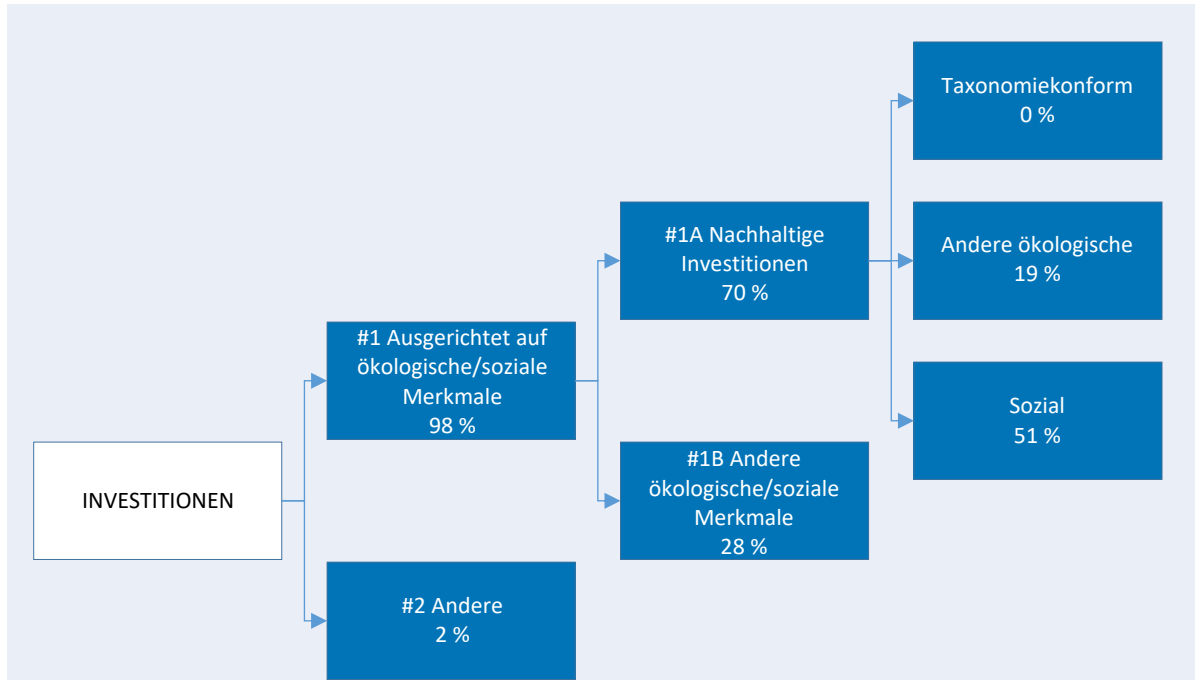 INVESTITIONEN
#1 Ausgerichtet auf
ökologische/soziale
Merkmale
98 %
#2 Andere
2 %
#1A Nachhaltige
Investitionen
70 %
#1B Andere
ökologische/soziale
Merkmale
28 %
Taxonomiekonform
0 %
Andere ökologische
19 %
Sozial
51 %